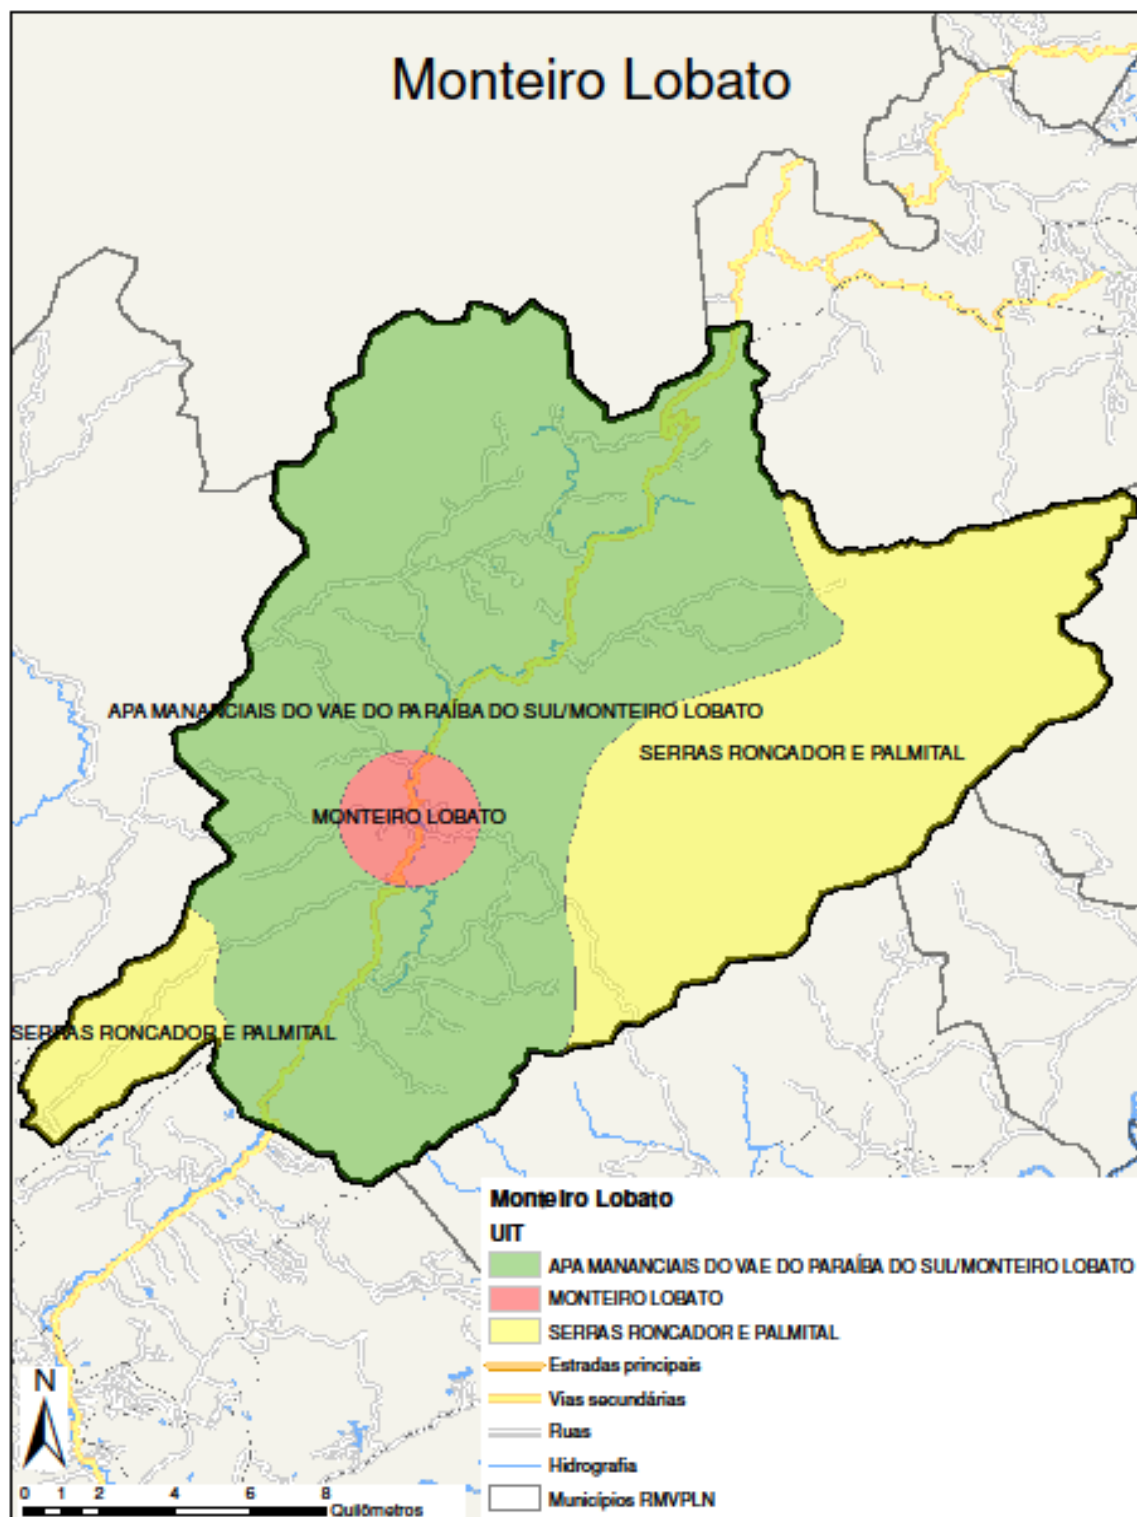 Monteiro Lobato
APA MANANCIAIS DO VAE DO PARAÍBA DO SUL/MONTEIRO LOBATO
SERRAS RONCADOR E PALMITAL
MONTEIRO LOBATO
SERRAS RONCADOR E PALMITAL
Monteiro Lobato
UIT
APA MANANCIAIS DO VAE DO PARAÍBA DO SUL/MONTEIRO LOBATO
MONTEIRO LOBATO
SERRAS RONCADOR E PALMITAL
Estradas principais
Vias secundárias
Ruas
Hidrografia
Municípios RMVPLN
N
0 1 2 4 6 8
Quilômetros